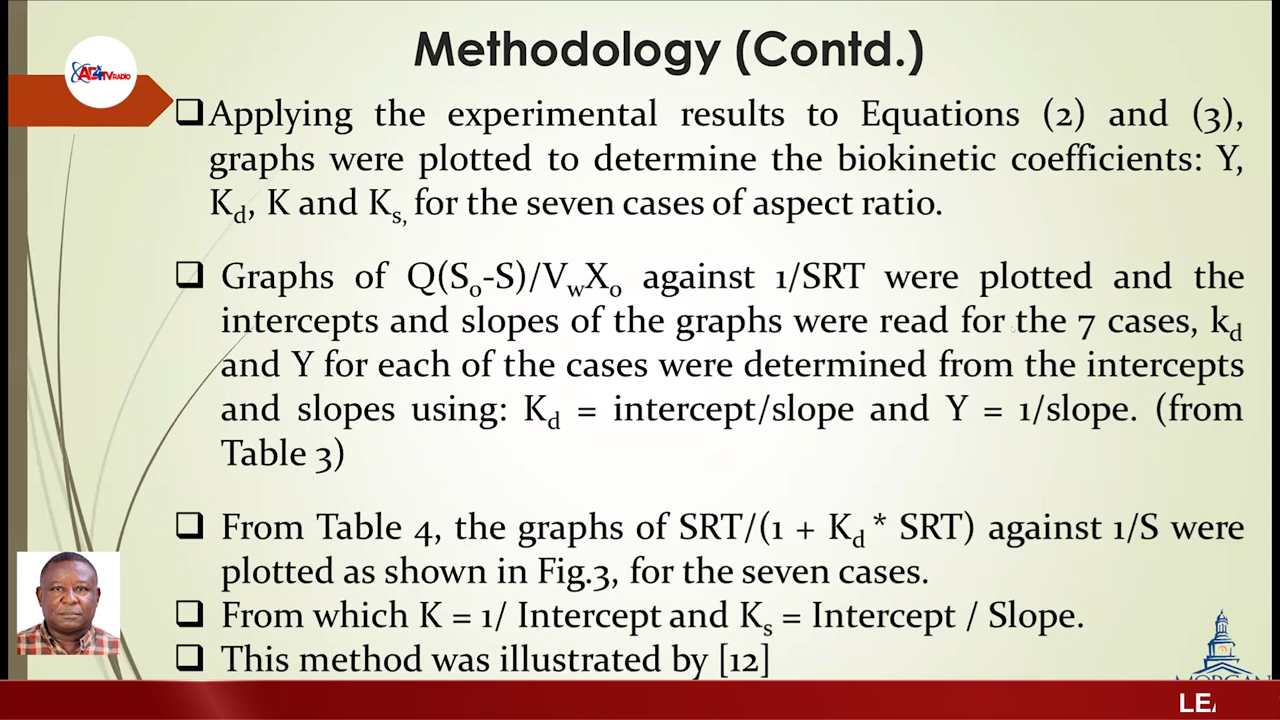 Methodology (Contd.)
AC4TV RADIO
❑Applying the experimental results to Equations (2) and (3),
graphs were plotted to determine the biokinetic coefficients: Y,
Kd, K and Ks, for the seven cases of aspect ratio.
❑ Graphs of Q(So-S)/VwXo against 1/SRT were plotted and the
intercepts and slopes of the graphs were read for the 7 cases, kd
and Y for each of the cases were determined from the intercepts
and slopes using: Kd = intercept/slope and Y = 1/slope. (from
Table 3)
❑ From Table 4, the graphs of SRT/(1 + Kd * SRT) against 1/S were
plotted as shown in Fig.3, for the seven cases.
❑ From which K = 1/ Intercept and Ks = Intercept / Slope.
❑ This method was illustrated by [12]
MORGAN
LEA